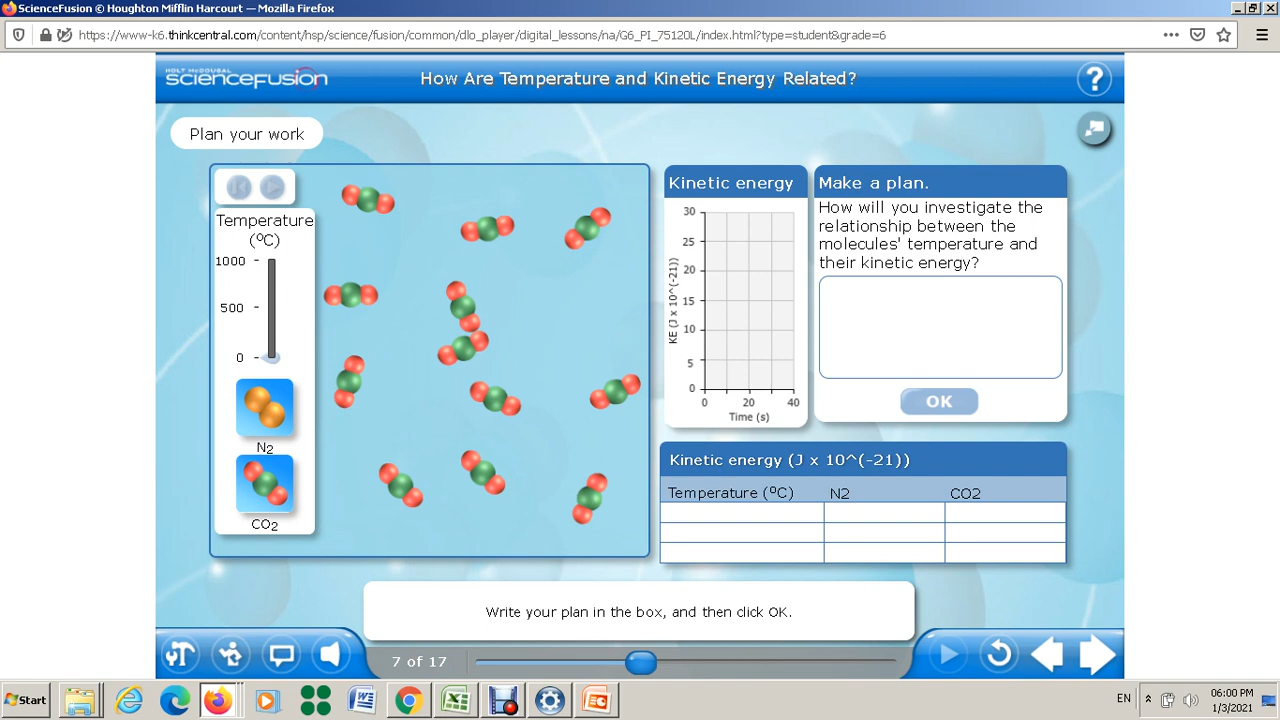 ScienceFusion © Houghton Mifflin Harcourt — Mozilla Firefox
https://www-k6.thinkcentral.com/content/hsp/science/fusion/common/dlo_player/digital_lessons/na/G6_PI_75120L/index.html?type=student&grade=6
HOLT McDOUGAL
SCIENCEFUSION
How Are Temperature and Kinetic Energy Related?
?
Plan your work
Temperature
(ºC)
1000
500
0
N2
CO2
Kinetic energy
30
25
20
15
10
5
0
KE (J x 10^(-21))
0 20 40
Time (s)
Make a plan.
How will you investigate the
relationship between the
molecules' temperature and
their kinetic energy?
OK
Kinetic energy (J x 10^(-21))
Temperature (ºC) N2 CO2
Write your plan in the box, and then click OK.
7 of 17
Start
EN
06:00 PM
1/3/2021